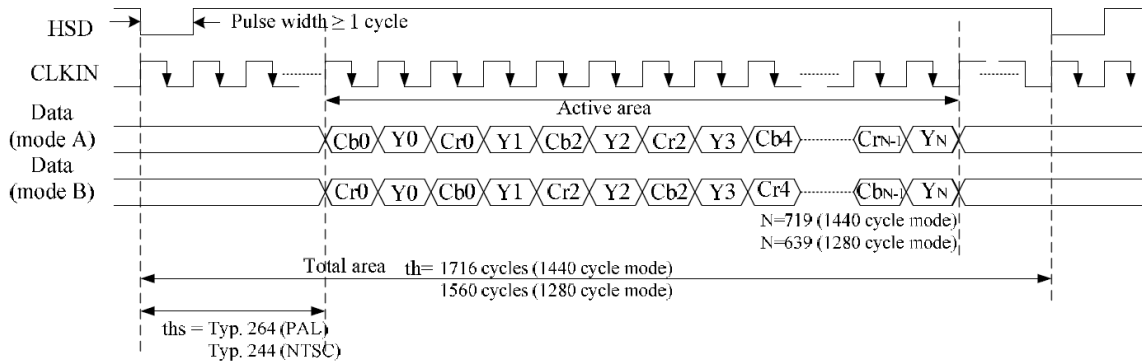 HSD
Pulse width ≥ 1 cycle
CLKIN
Active area
Data
(mode A)
Cb0 Y0 Cr0 Y1 Cb2 Y2 Cr2 Y3 Cb4 CrN-1 YN
Data
(mode B)
Cr0 Y0 Cb0 Y1 Cr2 Y2 Cb2 Y3 Cr4 CbN-1 YN
N=719 (1440 cycle mode)
N=639 (1280 cycle mode)
Total area th= 1716 cycles (1440 cycle mode)
1560 cycles (1280 cycle mode)
ths = Typ. 264 (PAL)
Typ. 244 (NTSC)